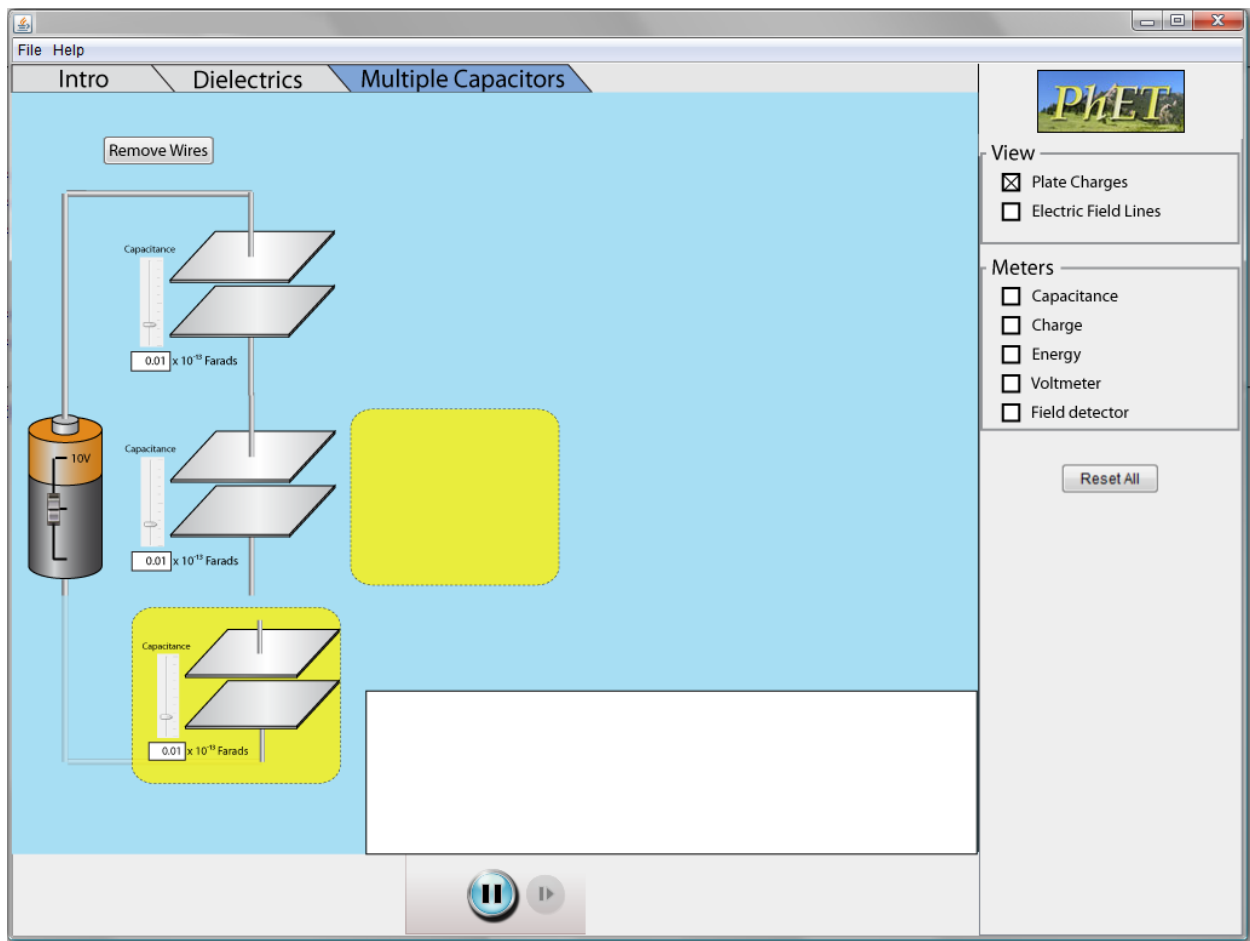 File Help
Intro Dielectrics Multiple Capacitors
PhET
Remove Wires
View
Plate Charges
Electric Field Lines
Capacitance
0.01 x 10⁻¹³ Farads
Meters
Capacitance
Charge
Energy
Voltmeter
Field detector
10V
Capacitance
0.01 x 10⁻¹³ Farads
Reset All
Capacitance
0.01 x 10⁻¹³ Farads